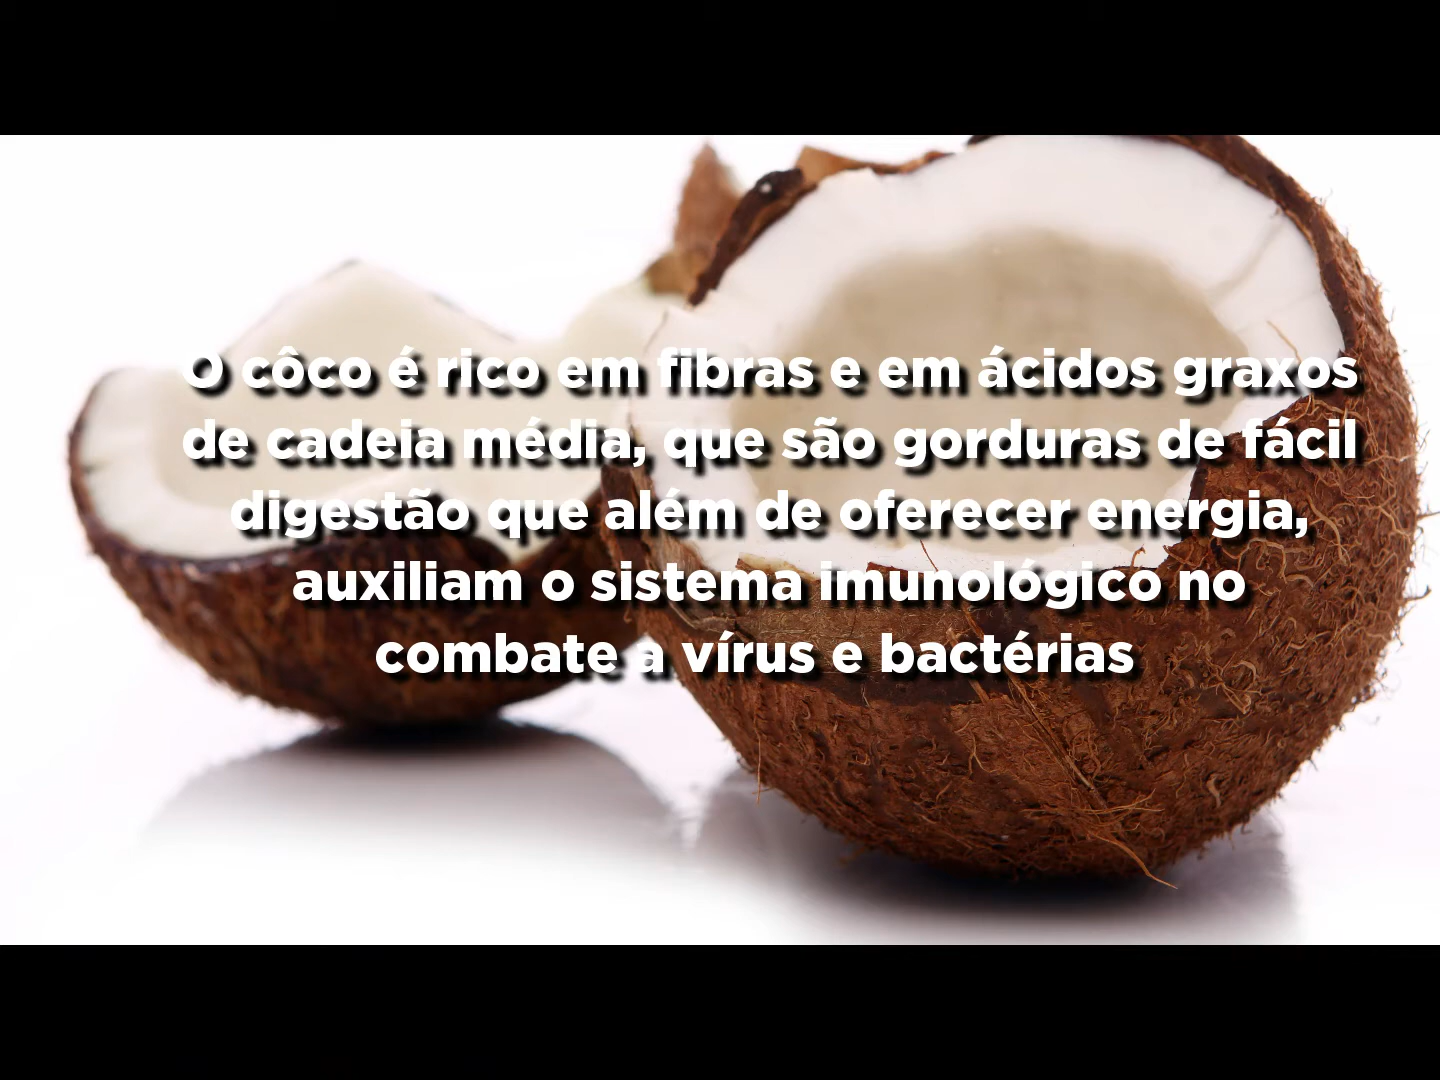 O côco é rico em fibras e em ácidos graxos
de cadeia média, que são gorduras de fácil
digestão que além de oferecer energia,
auxiliam o sistema imunológico no
combate a vírus e bactérias